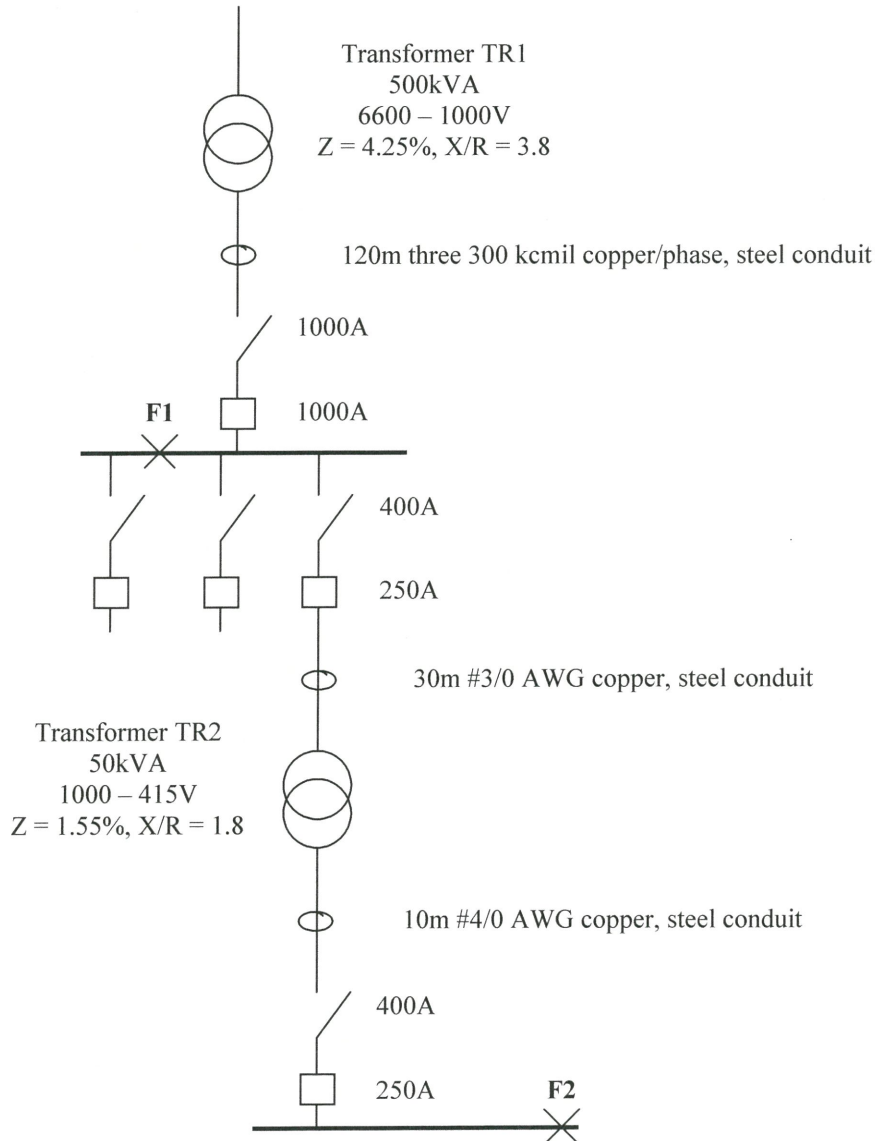 Transformer TR1
500kVA
6600 – 1000V
Z = 4.25%, X/R = 3.8
120m three 300 kcmil copper/phase, steel conduit
1000A
F1
1000A
400A
250A
30m #3/0 AWG copper, steel conduit
Transformer TR2
50kVA
1000 – 415V
Z = 1.55%, X/R = 1.8
10m #4/0 AWG copper, steel conduit
400A
250A
F2